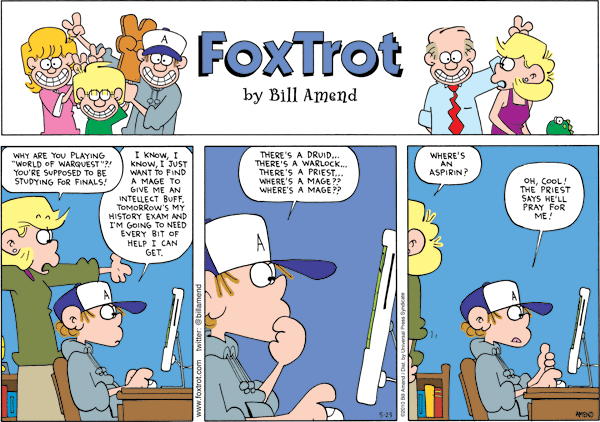 A
FoxTrot
by Bill Amend
WHY ARE YOU PLAYING
"WORLD OF WARQUEST"?!
YOU'RE SUPPOSED TO BE
STUDYING FOR FINALS!
I KNOW, I
KNOW, I JUST
WANT TO FIND
A MAGE TO
GIVE ME AN
INTELLECT BUFF.
TOMORROW'S MY
HISTORY EXAM AND
I'M GOING TO NEED
EVERY BIT OF
HELP I CAN
GET.
A
www.foxtrot.com twitter: @billamend
THERE'S A DRUID...
THERE'S A WARLOCK...
THERE'S A PRIEST...
WHERE'S A MAGE??
WHERE'S A MAGE??
A
5-23
©2010 Bill Amend / Dist. by Universal Press Syndicate
WHERE'S
AN
ASPIRIN?
OH, COOL!
THE PRIEST
SAYS HE'LL
PRAY FOR
ME!
A
AMEND